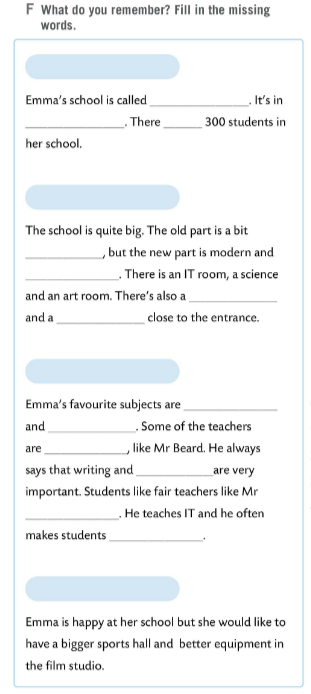 F What do you remember? Fill in the missing
words.
Emma's school is called ________________. It's in
________________. There ______ 300 students in
her school.
The school is quite big. The old part is a bit
____________, but the new part is modern and
______________. There is an IT room, a science
and an art room. There's also a ______________
and a ______________ close to the entrance.
Emma's favourite subjects are ______________
and ______________. Some of the teachers
are ____________, like Mr Beard. He always
says that writing and ____________ are very
important. Students like fair teachers like Mr
______________. He teaches IT and he often
makes students ______________.
Emma is happy at her school but she would like to
have a bigger sports hall and better equipment in
the film studio.